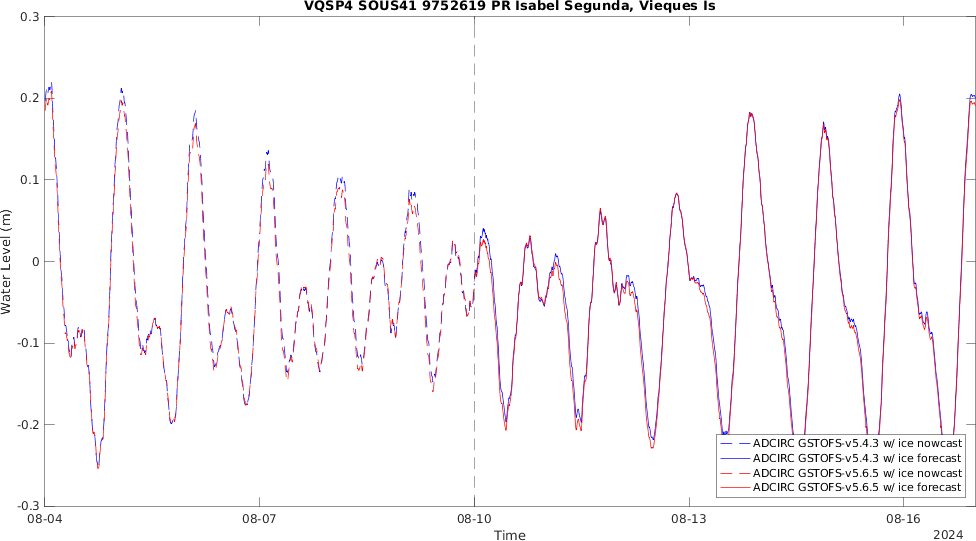 VQSP4 SOUS41 9752619 PR Isabel Segunda, Vieques Is
0.3
0.2
0.1
0
-0.1
-0.2
-0.3
Water Level (m)
08-04
08-07
08-10
08-13
08-16
Time
2024
ADCIRC GSTOFS-v5.4.3 w/ ice nowcast
ADCIRC GSTOFS-v5.4.3 w/ ice forecast
ADCIRC GSTOFS-v5.6.5 w/ ice nowcast
ADCIRC GSTOFS-v5.6.5 w/ ice forecast